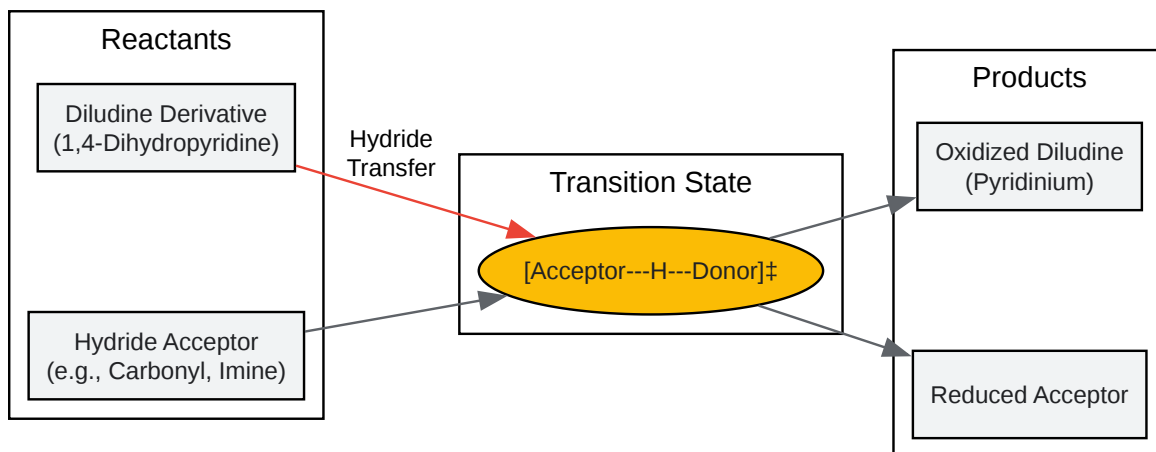 Reactants
Diludine Derivative
(1,4-Dihydropyridine)
Hydride Acceptor
(e.g., Carbonyl, Imine)
Hydride
Transfer
Transition State
[Acceptor---H---Donor]‡
Products
Oxidized Diludine
(Pyridinium)
Reduced Acceptor